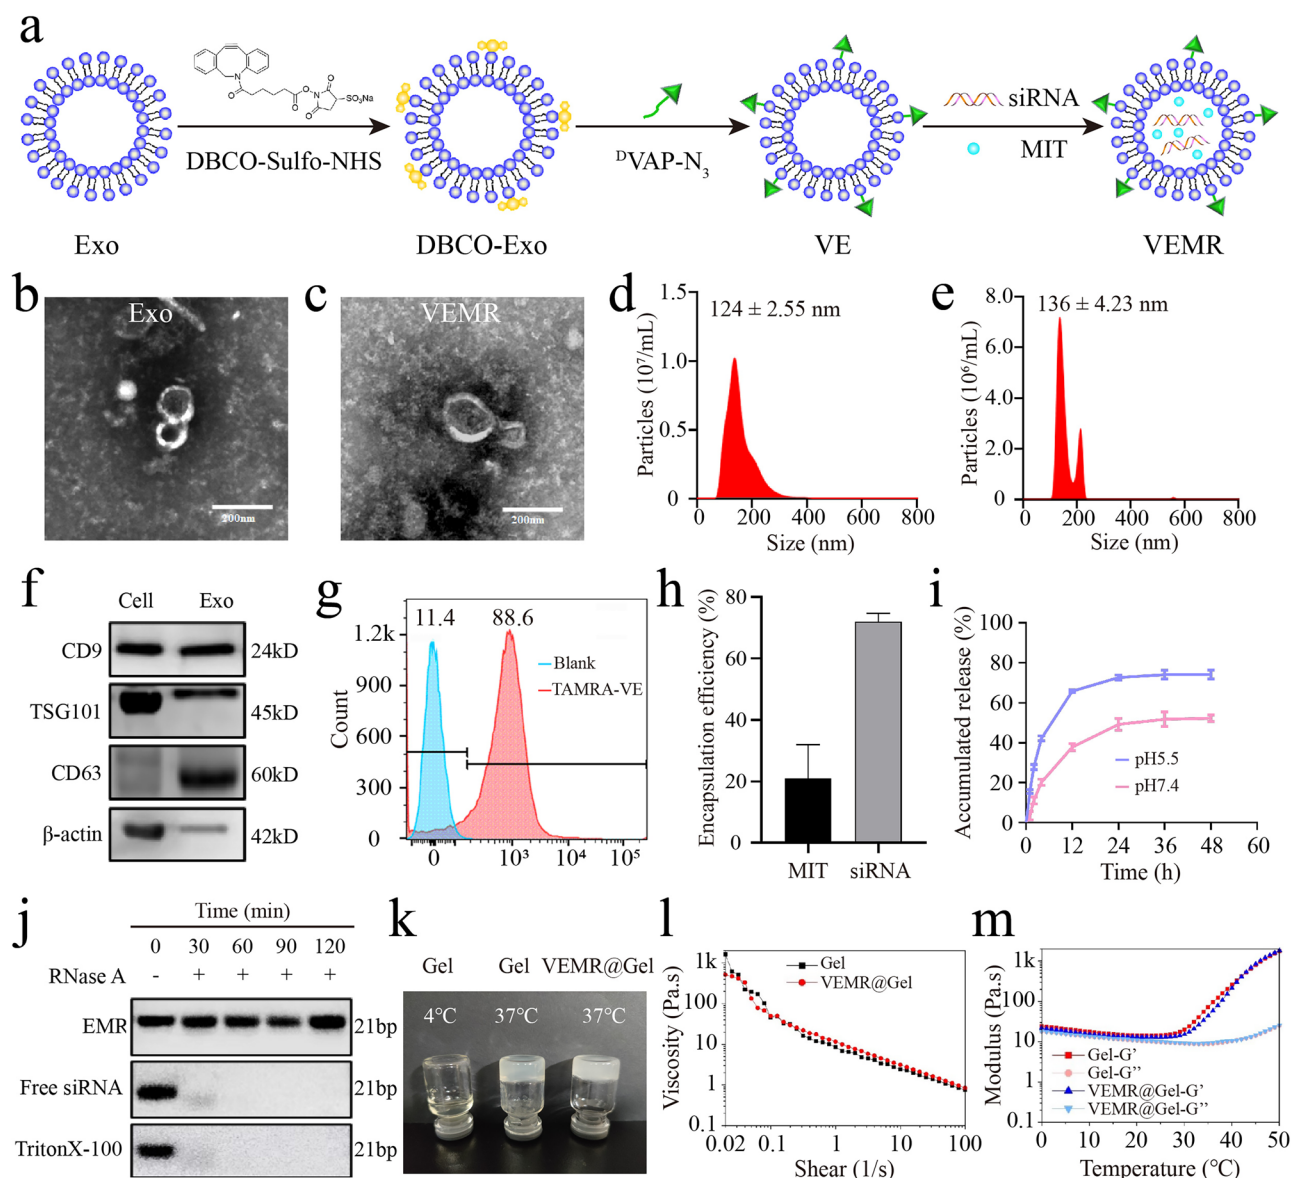 a
O
N
O
O
N
O
O
SO₃Na
DBCO-Sulfo-NHS
ᴰVAP-N₃
siRNA
MIT
Exo
DBCO-Exo
VE
VEMR
b
Exo
200nm
c
VEMR
200nm
d
124 ± 2.55 nm
Particles (10⁷/mL)
1.5
1.0
0.5
0
0 200 400 600 800
Size (nm)
e
136 ± 4.23 nm
Particles (10⁶/mL)
8.0
6.0
4.0
2.0
0
0 200 400 600 800
Size (nm)
f
Cell Exo
CD9 24kD
TSG101 45kD
CD63 60kD
β-actin 42kD
g
11.4 88.6
Blank
TAMRA-VE
Count
1.2k
900
600
300
0
0 10³ 10⁴ 10⁵
h
Encapsulation efficiency (%)
80
60
40
20
0
MIT siRNA
i
Accumulated release (%)
100
80
60
40
20
0
pH5.5
pH7.4
0 12 24 36 48 60
Time (h)
j
Time (min)
0 30 60 90 120
RNase A - + + + +
EMR 21bp
Free siRNA 21bp
TritonX-100 21bp
k
Gel Gel VEMR@Gel
4℃ 37℃ 37℃
l
Viscosity (Pa.s)
1k
100
10
1
0.1
Gel
VEMR@Gel
0.02 0.1 1 10 100
Shear (1/s)
m
Modulus (Pa.s)
1k
100
10
1
0.1
Gel-G'
Gel-G''
VEMR@Gel-G'
VEMR@Gel-G''
0 10 20 30 40 50
Temperature (℃)